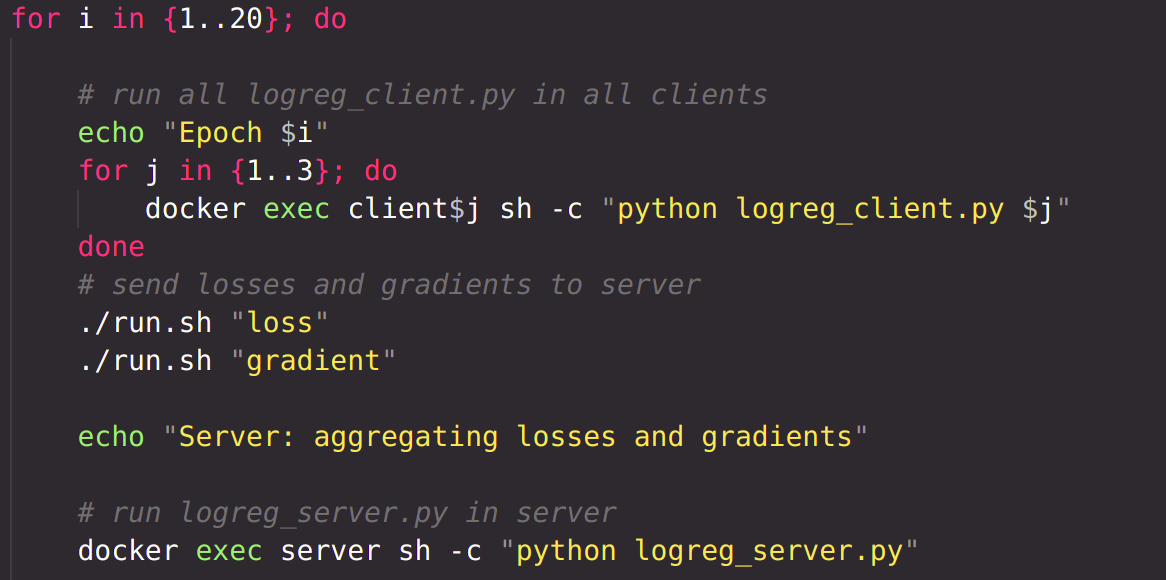 for i in {1..20}; do
# run all logreg_client.py in all clients
echo "Epoch $i"
for j in {1..3}; do
docker exec client$j sh -c "python logreg_client.py $j"
done
# send losses and gradients to server
./run.sh "loss"
./run.sh "gradient"
echo "Server: aggregating losses and gradients"
# run logreg_server.py in server
docker exec server sh -c "python logreg_server.py"